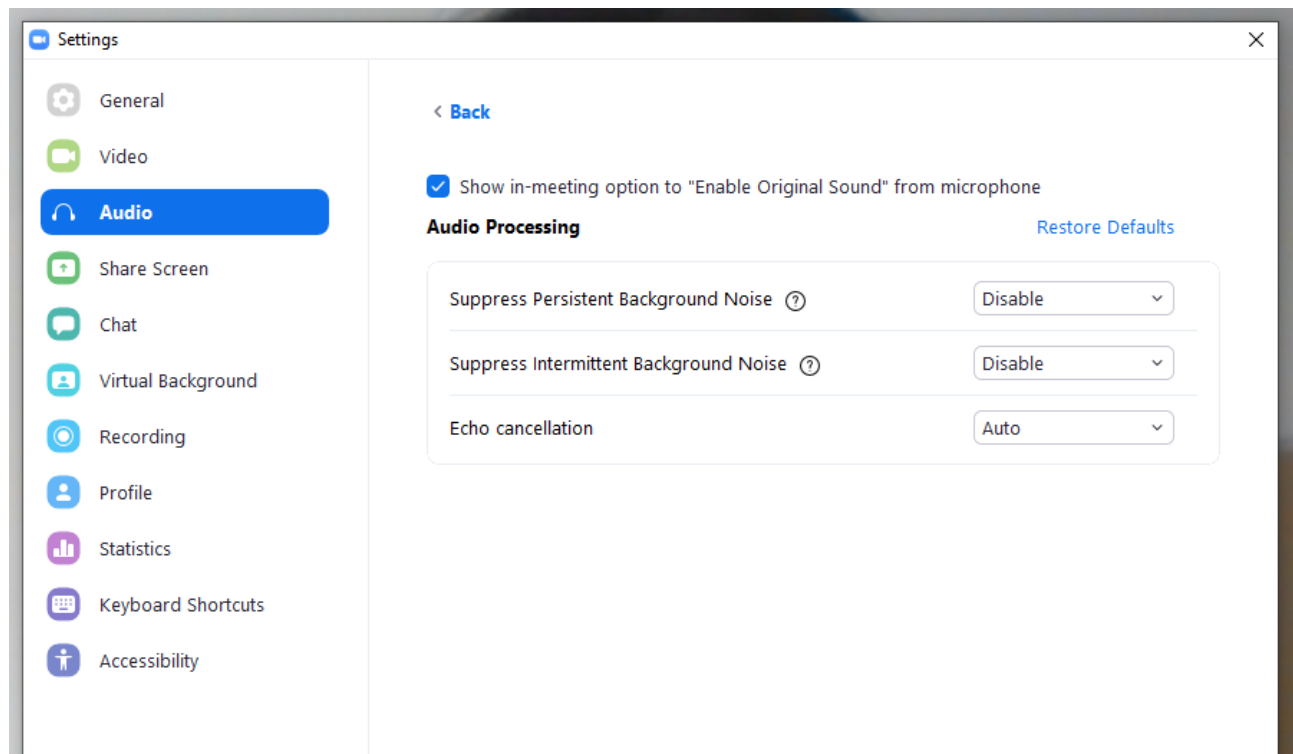 Settings
General
Video
Audio
Share Screen
Chat
Virtual Background
Recording
Profile
Statistics
Keyboard Shortcuts
Accessibility
Back
Show in-meeting option to "Enable Original Sound" from microphone
Audio Processing Restore Defaults
Suppress Persistent Background Noise ? Disable
Suppress Intermittent Background Noise ? Disable
Echo cancellation Auto